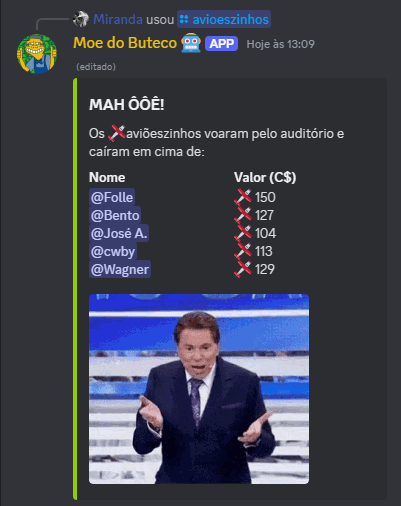 Miranda usou avioeszinhos
Moe do Buteco APP Hoje às 13:09
(editado)
MAH ÔÔÊ!
Os aviõeszinhos voaram pelo auditório e
caíram em cima de:
Nome Valor (C$)
@Folle 150
@Bento 127
@José A. 104
@cwby 113
@Wagner 129